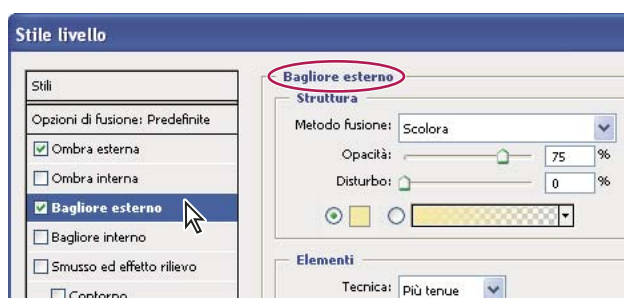 Stile livello
Stili
Opzioni di fusione: Predefinite
Ombra esterna
Ombra interna
Bagliore esterno
Bagliore interno
Smusso ed effetto rilievo
Contorno
Bagliore esterno
Struttura
Metodo fusione: Scolora
Opacità: 75 %
Disturbo: 0 %
Elementi
Tecnica: Più tenue